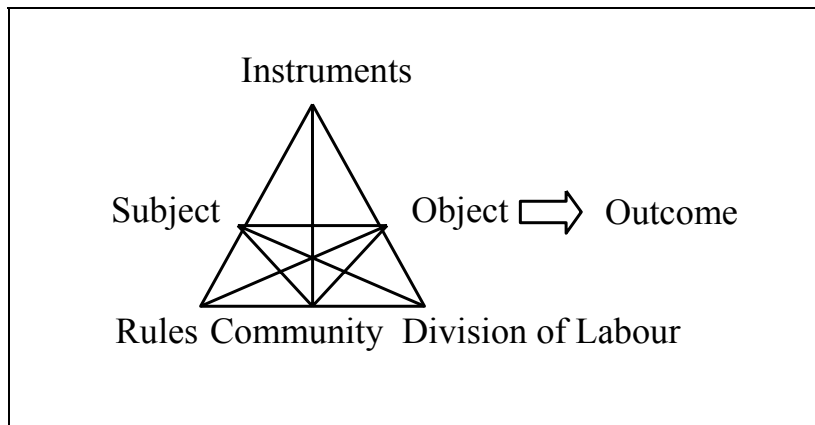 Instruments
Subject Object Outcome
Rules Community Division of Labour